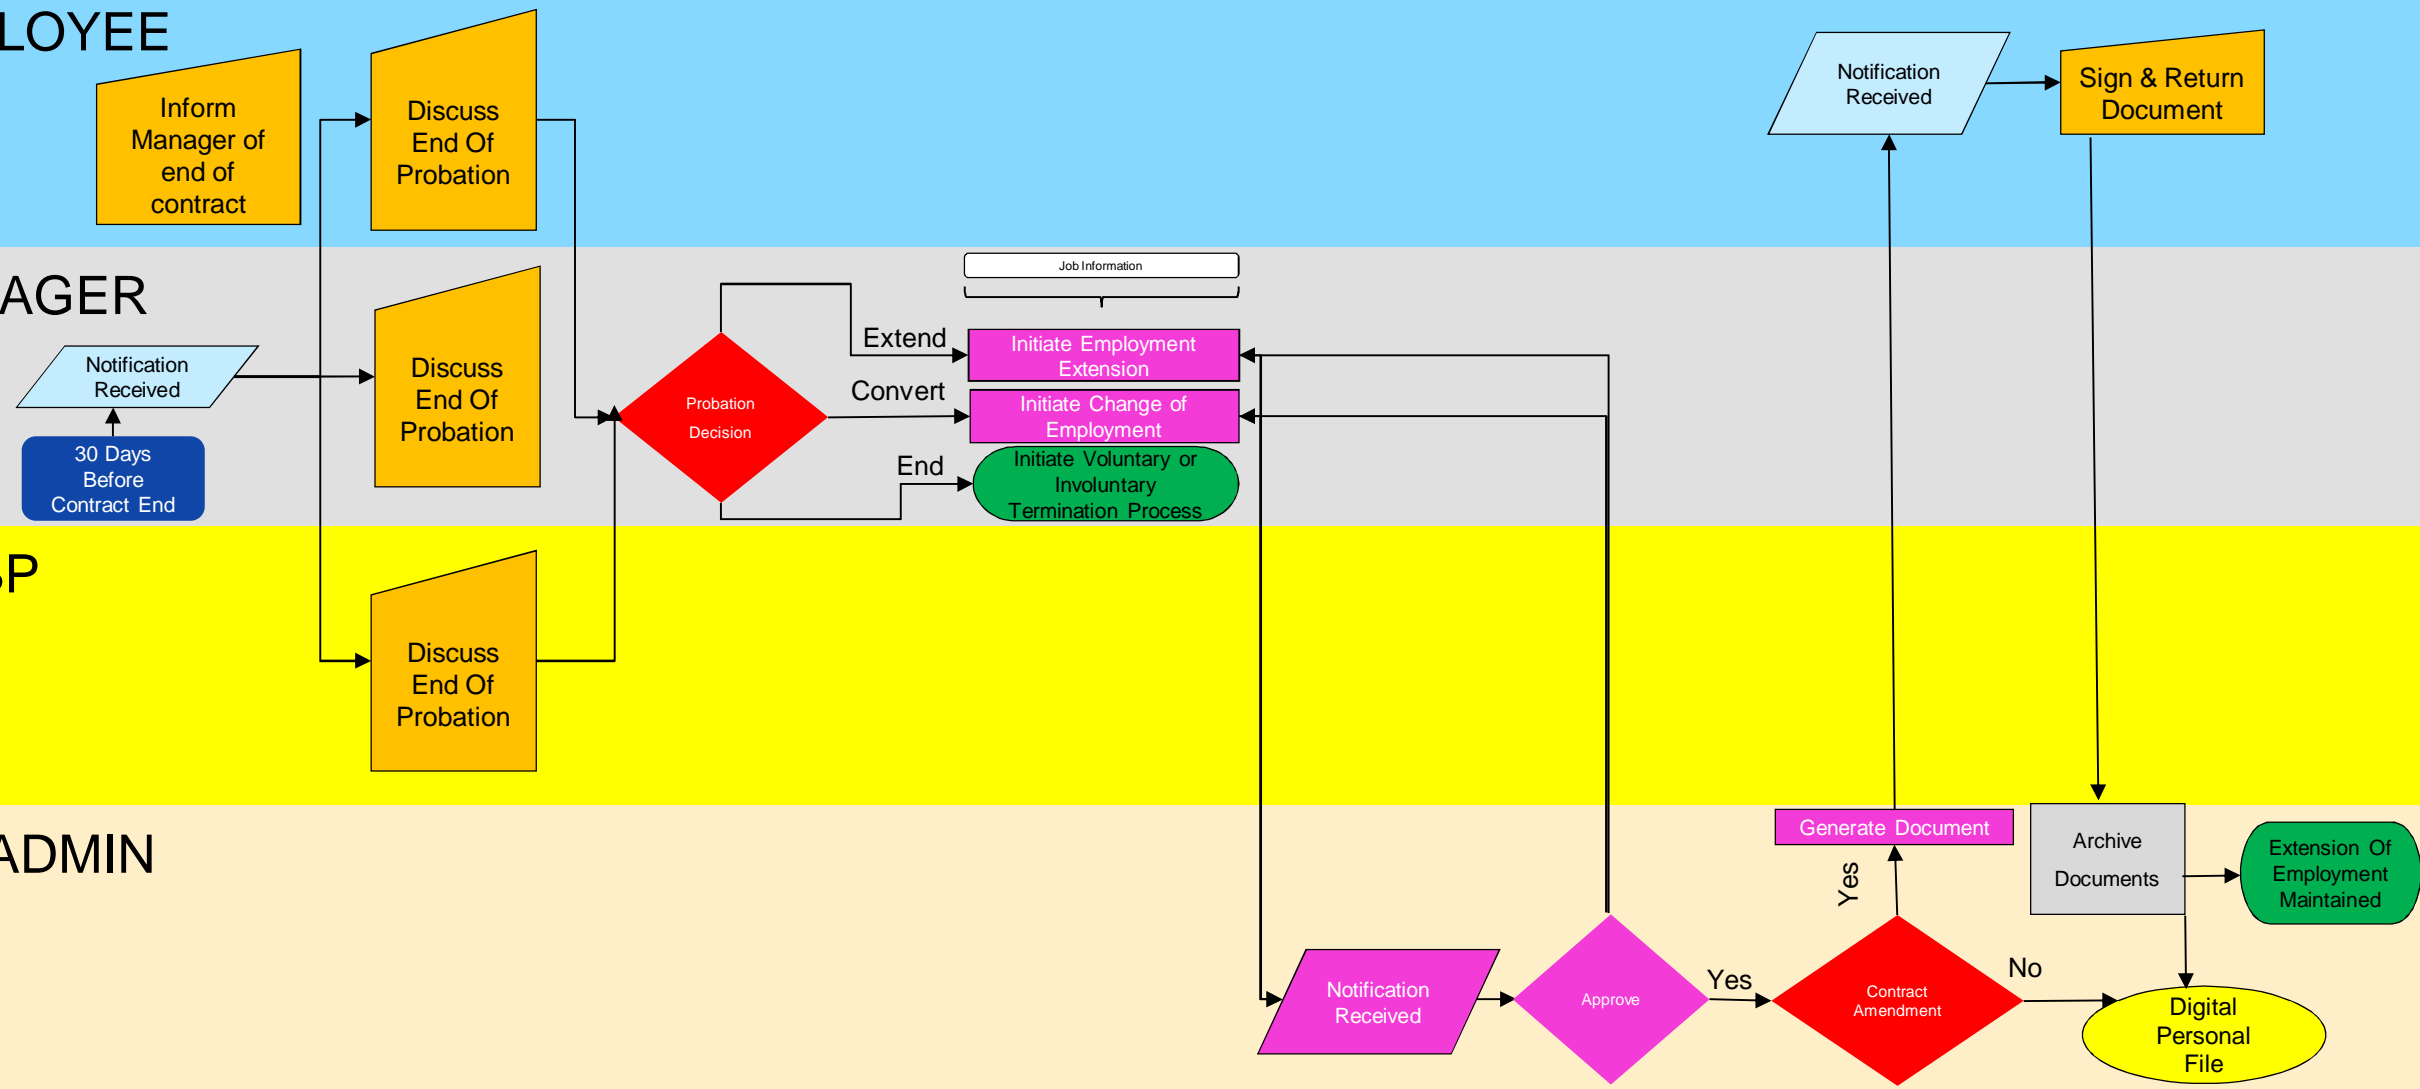 LOYEE
Inform
Manager of
end of
contract
Discuss
End Of
Probation
Notification
Received
Sign & Return
Document
AGER
Notification
Received
30 Days
Before
Contract End
Discuss
End Of
Probation
Probation
Decision
Extend
Convert
End
Job Information
Initiate Employment
Extension
Initiate Change of
Employment
Initiate Voluntary or
Involuntary
Termination Process
P
Discuss
End Of
Probation
ADMIN
Notification
Received
Approve
Yes
Contract
Amendment
Yes
No
Generate Document
Archive
Documents
Extension Of
Employment
Maintained
Digital
Personal
File